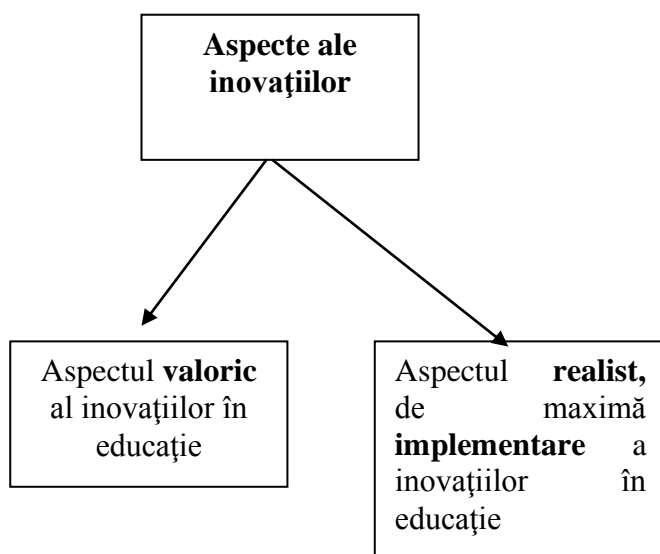 Aspecte ale
inovaţiilor
Aspectul valoric
al inovaţiilor în
educaţie
Aspectul realist,
de maximă
implementare a
inovaţiilor în
educaţie